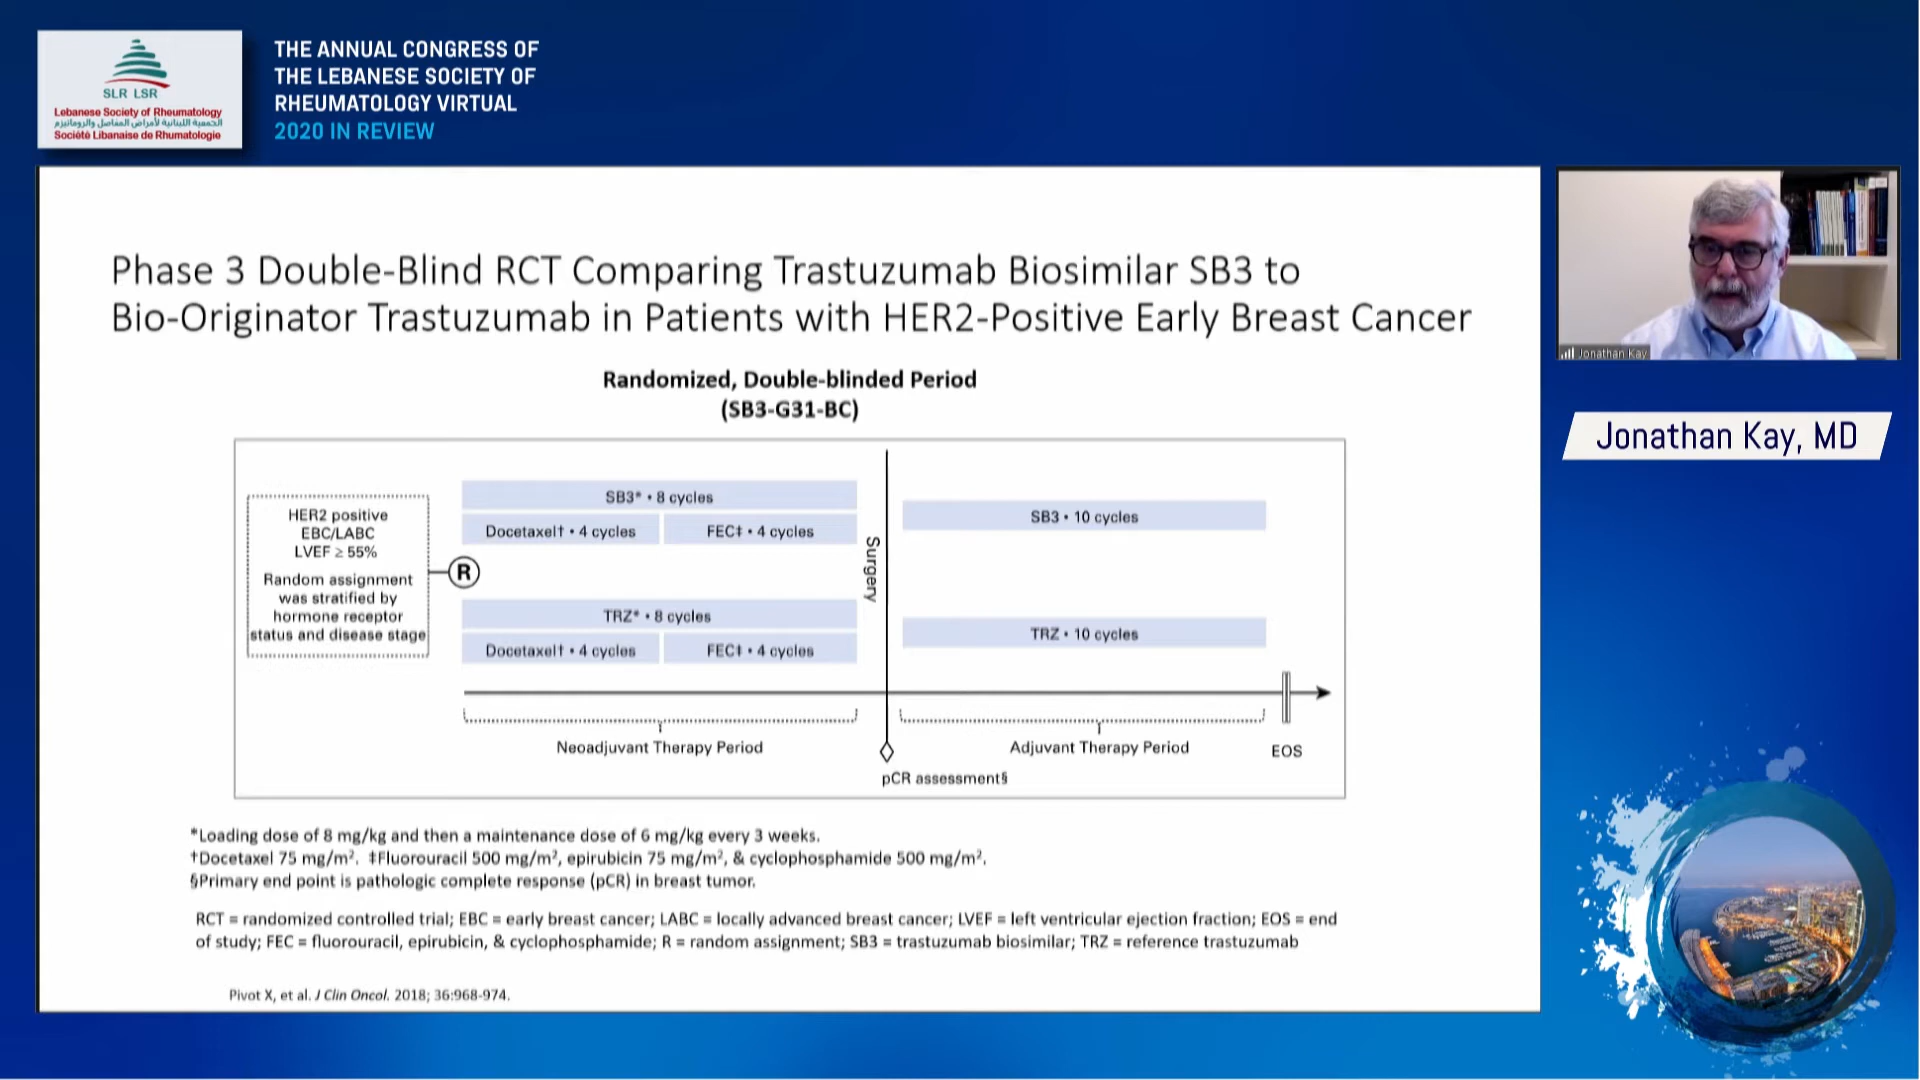 SLR LSR
Lebanese Society of Rheumatology
الجمعية اللبنانية لأمراض المفاصل والروماتيزم
Société Libanaise de Rhumatologie
THE ANNUAL CONGRESS OF
THE LEBANESE SOCIETY OF
RHEUMATOLOGY VIRTUAL
2020 IN REVIEW
Phase 3 Double-Blind RCT Comparing Trastuzumab Biosimilar SB3 to
Bio-Originator Trastuzumab in Patients with HER2-Positive Early Breast Cancer
Randomized, Double-blinded Period
(SB3-G31-BC)
HER2 positive
EBC/LABC
LVEF ≥ 55%
Random assignment
was stratified by
hormone receptor
status and disease stage
R
SB3* • 8 cycles
Docetaxel† • 4 cycles
FEC‡ • 4 cycles
TRZ* • 8 cycles
Docetaxel† • 4 cycles
FEC‡ • 4 cycles
Surgery
SB3 • 10 cycles
TRZ • 10 cycles
Neoadjuvant Therapy Period
Adjuvant Therapy Period
EOS
pCR assessment§
*Loading dose of 8 mg/kg and then a maintenance dose of 6 mg/kg every 3 weeks.
†Docetaxel 75 mg/m². ‡Fluorouracil 500 mg/m², epirubicin 75 mg/m², & cyclophosphamide 500 mg/m².
§Primary end point is pathologic complete response (pCR) in breast tumor.
RCT = randomized controlled trial; EBC = early breast cancer; LABC = locally advanced breast cancer; LVEF = left ventricular ejection fraction; EOS = end
of study; FEC = fluorouracil, epirubicin, & cyclophosphamide; R = random assignment; SB3 = trastuzumab biosimilar; TRZ = reference trastuzumab
Pivot X, et al. J Clin Oncol. 2018; 36:968-974.
Jonathan Kay
Jonathan Kay, MD